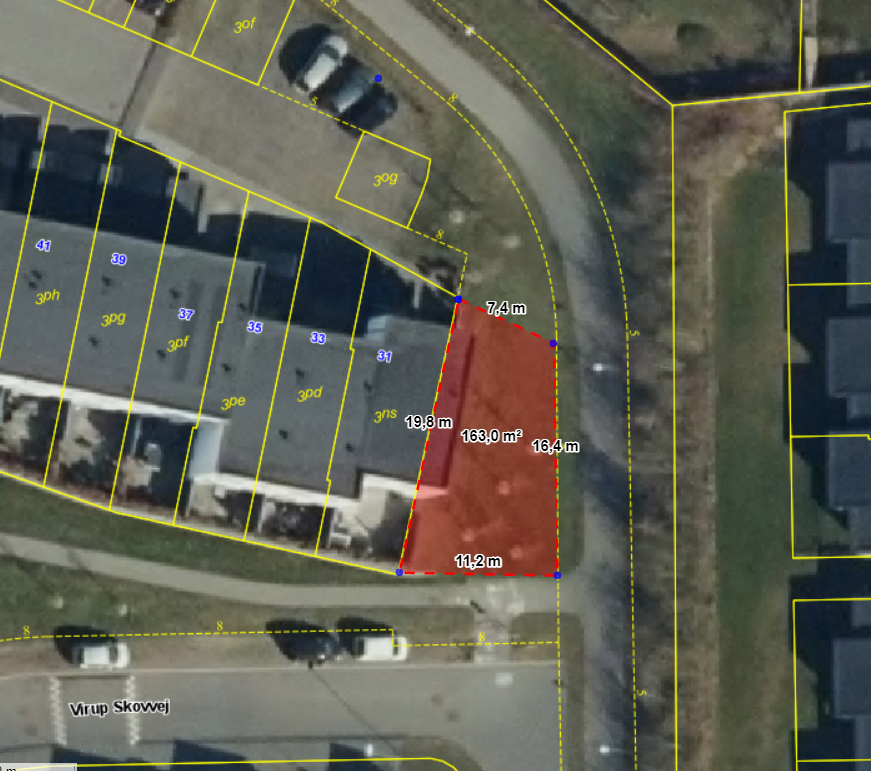 3of
8
5
8
3og
8
41
39
37
35
33
31
3ph
3pg
3pf
3pe
3pd
3ns
7,4 m
5
19,8 m
163,0 m²
16,4 m
11,2 m
8
8
8
5
Virup Skovvej